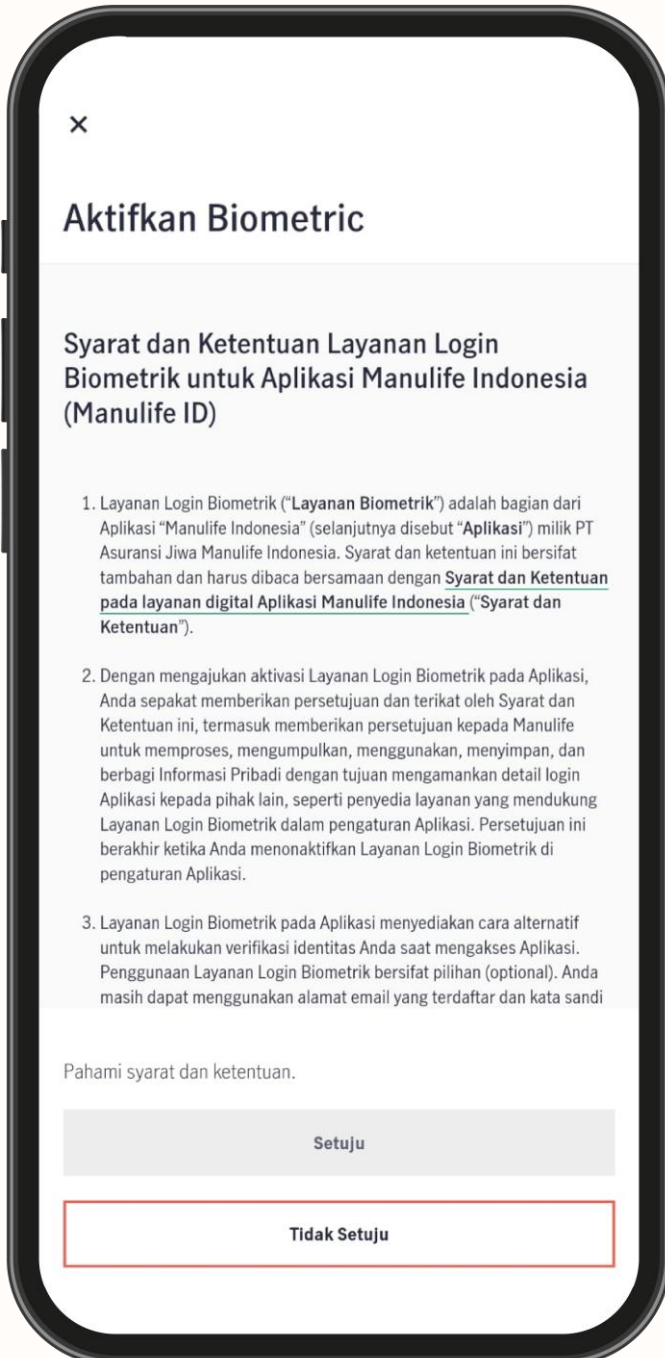 ×
Aktifkan Biometric
Syarat dan Ketentuan Layanan Login
Biometrik untuk Aplikasi Manulife Indonesia
(Manulife ID)
1. Layanan Login Biometrik (“Layanan Biometrik”) adalah bagian dari
Aplikasi “Manulife Indonesia” (selanjutnya disebut “Aplikasi”) milik PT
Asuransi Jiwa Manulife Indonesia. Syarat dan ketentuan ini bersifat
tambahan dan harus dibaca bersamaan dengan Syarat dan Ketentuan
pada layanan digital Aplikasi Manulife Indonesia (“Syarat dan
Ketentuan”).
2. Dengan mengajukan aktivasi Layanan Login Biometrik pada Aplikasi,
Anda sepakat memberikan persetujuan dan terikat oleh Syarat dan
Ketentuan ini, termasuk memberikan persetujuan kepada Manulife
untuk memproses, mengumpulkan, menggunakan, menyimpan, dan
berbagi Informasi Pribadi dengan tujuan mengamankan detail login
Aplikasi kepada pihak lain, seperti penyedia layanan yang mendukung
Layanan Login Biometrik dalam pengaturan Aplikasi. Persetujuan ini
berakhir ketika Anda menonaktifkan Layanan Login Biometrik di
pengaturan Aplikasi.
3. Layanan Login Biometrik pada Aplikasi menyediakan cara alternatif
untuk melakukan verifikasi identitas Anda saat mengakses Aplikasi.
Penggunaan Layanan Login Biometrik bersifat pilihan (optional). Anda
masih dapat menggunakan alamat email yang terdaftar dan kata sandi
Pahami syarat dan ketentuan.
Setuju
Tidak Setuju